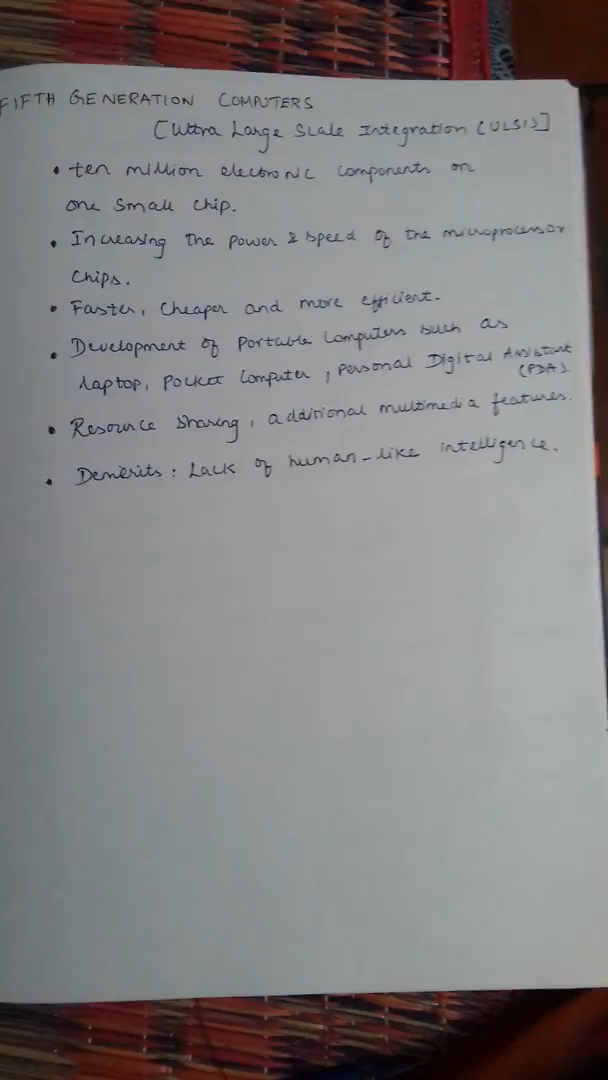 FIFTH GENERATION COMPUTERS
[Ultra Large Scale Integration (ULSI)]
• ten million electronic components on
one small chip.
• Increasing the power & speed of the microprocessor
chips.
• Faster, cheaper and more efficient.
• Development of portable computers such as
laptop, pocket computer, personal Digital Assistant
(PDA).
• Resource sharing, additional multimedia features.
• Demerits : Lack of human-like intelligence.